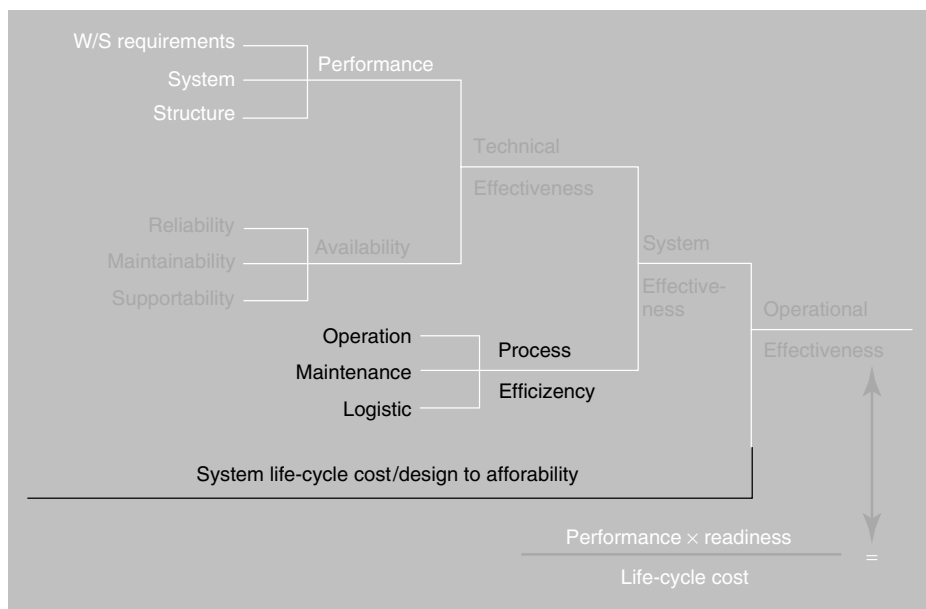 W/S requirements
System
Structure
Performance
Technical
Effectiveness
Reliability
Maintainability
Supportability
Availability
System
Effective-
ness
Operational
Effectiveness
Operation
Maintenance
Logistic
Process
Efficizency
System life-cycle cost/design to afforability
Performance × readiness
Life-cycle cost
=